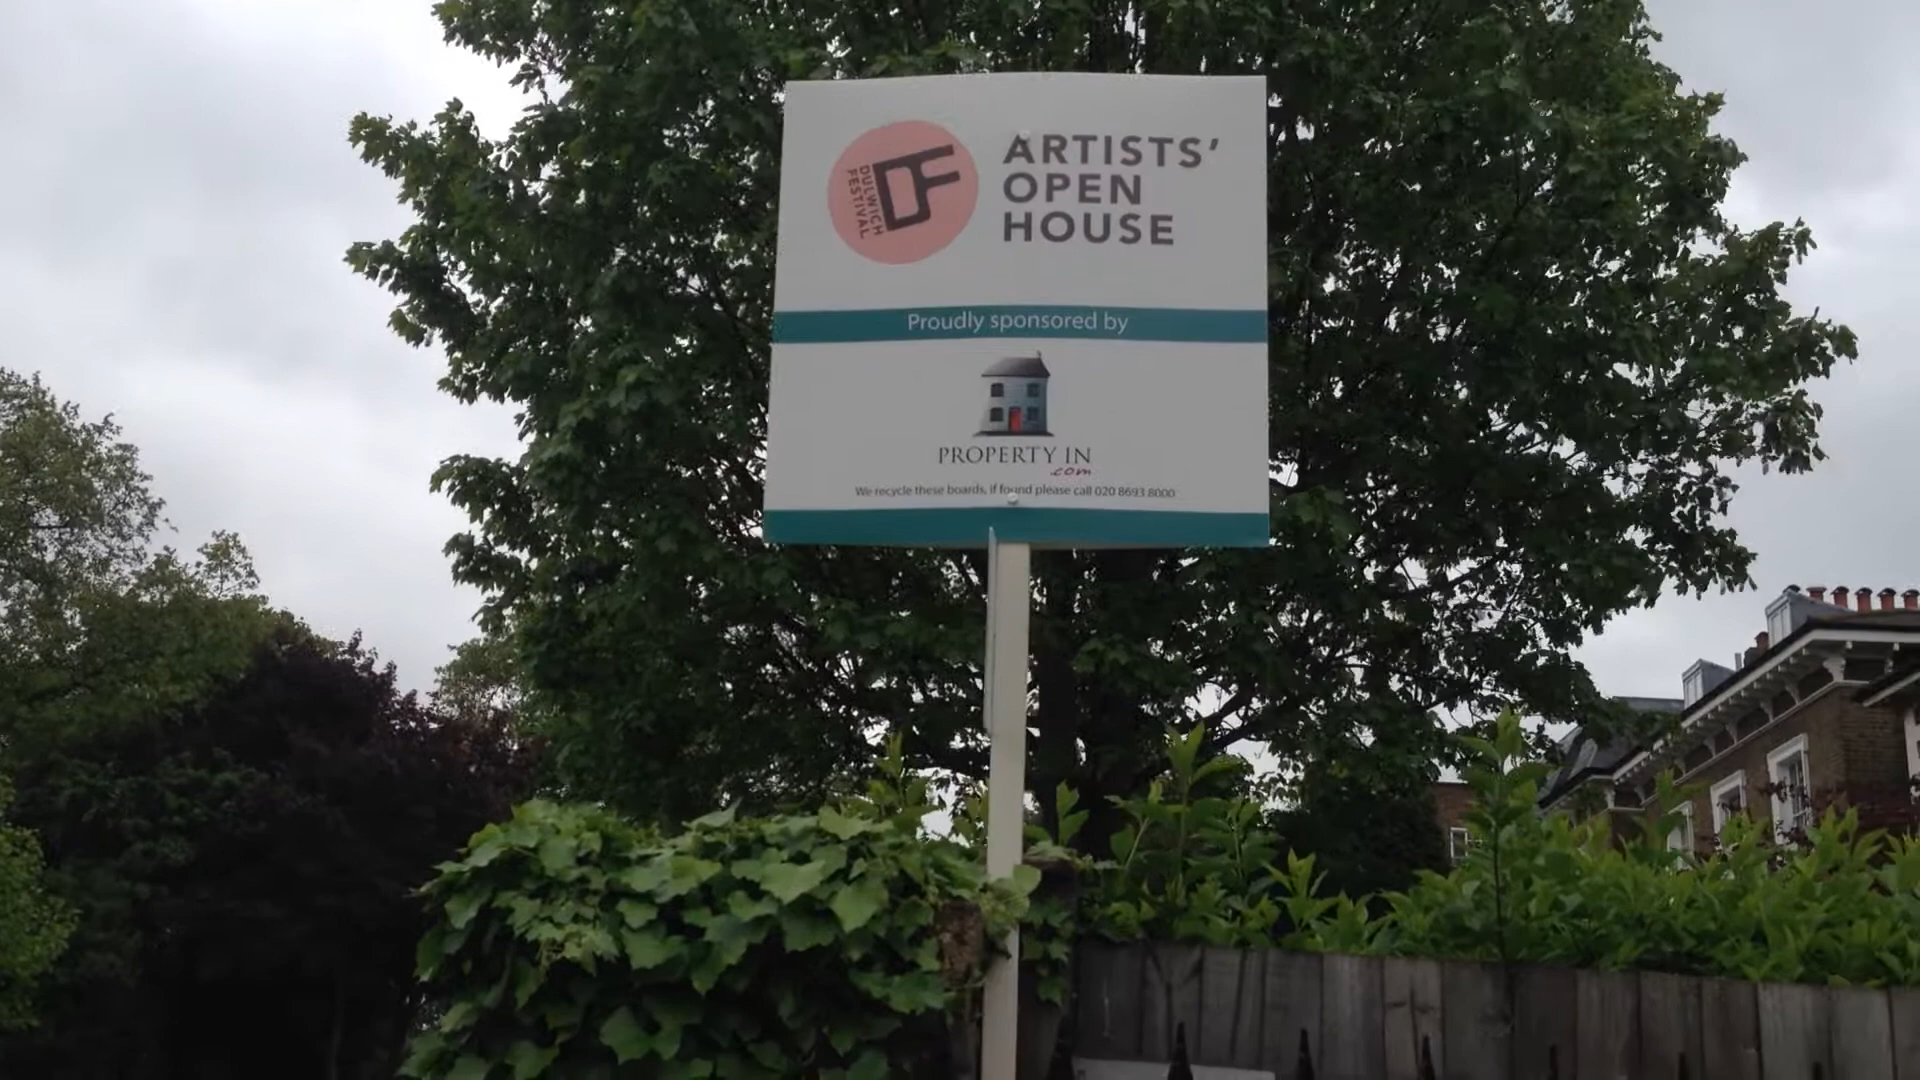 DF
DULWICH
FESTIVAL
ARTISTS’
OPEN
HOUSE
Proudly sponsored by
PROPERTY IN
.com
We recycle these boards, if found please call 020 8693 8000